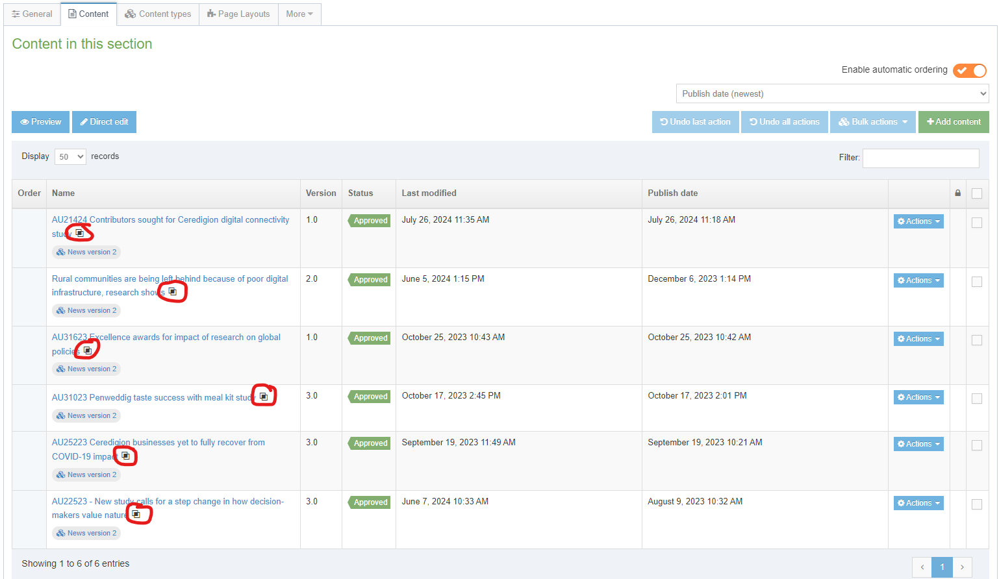 General Content Content types Page Layouts More
Content in this section
Enable automatic ordering
Publish date (newest)
Preview Direct edit Undo last action Undo all actions Bulk actions Add content
Display 50 records Filter:
Order Name Version Status Last modified Publish date
AU21424 Contributors sought for Ceredigion digital connectivity 1.0 Approved July 26, 2024 11:35 AM July 26, 2024 11:18 AM Actions
study
News version 2
Rural communities are being left behind because of poor digital 2.0 Approved June 5, 2024 1:15 PM December 6, 2023 1:14 PM Actions
infrastructure, research shows
News version 2
AU31623 Excellence awards for impact of research on global 1.0 Approved October 25, 2023 10:43 AM October 25, 2023 10:42 AM Actions
policies
News version 2
AU31023 Penweddig taste success with meal kit study 3.0 Approved October 17, 2023 2:45 PM October 17, 2023 2:01 PM Actions
News version 2
AU25223 Ceredigion businesses yet to fully recover from 3.0 Approved September 19, 2023 11:49 AM September 19, 2023 10:21 AM Actions
COVID-19 impact
News version 2
AU22523 - New study calls for a step change in how decision- 3.0 Approved June 7, 2024 10:33 AM August 9, 2023 10:32 AM Actions
makers value nature
News version 2
Showing 1 to 6 of 6 entries
‹ 1 ›